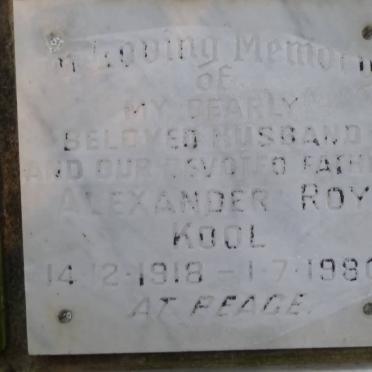 In Loving Memory
of
MY DEARLY
BELOVED HUSBAND
AND OUR DEVOTED FATHER
ALEXANDER ROY
KOOL
14·12·1918 – 1·7·1980
AT PEACE.